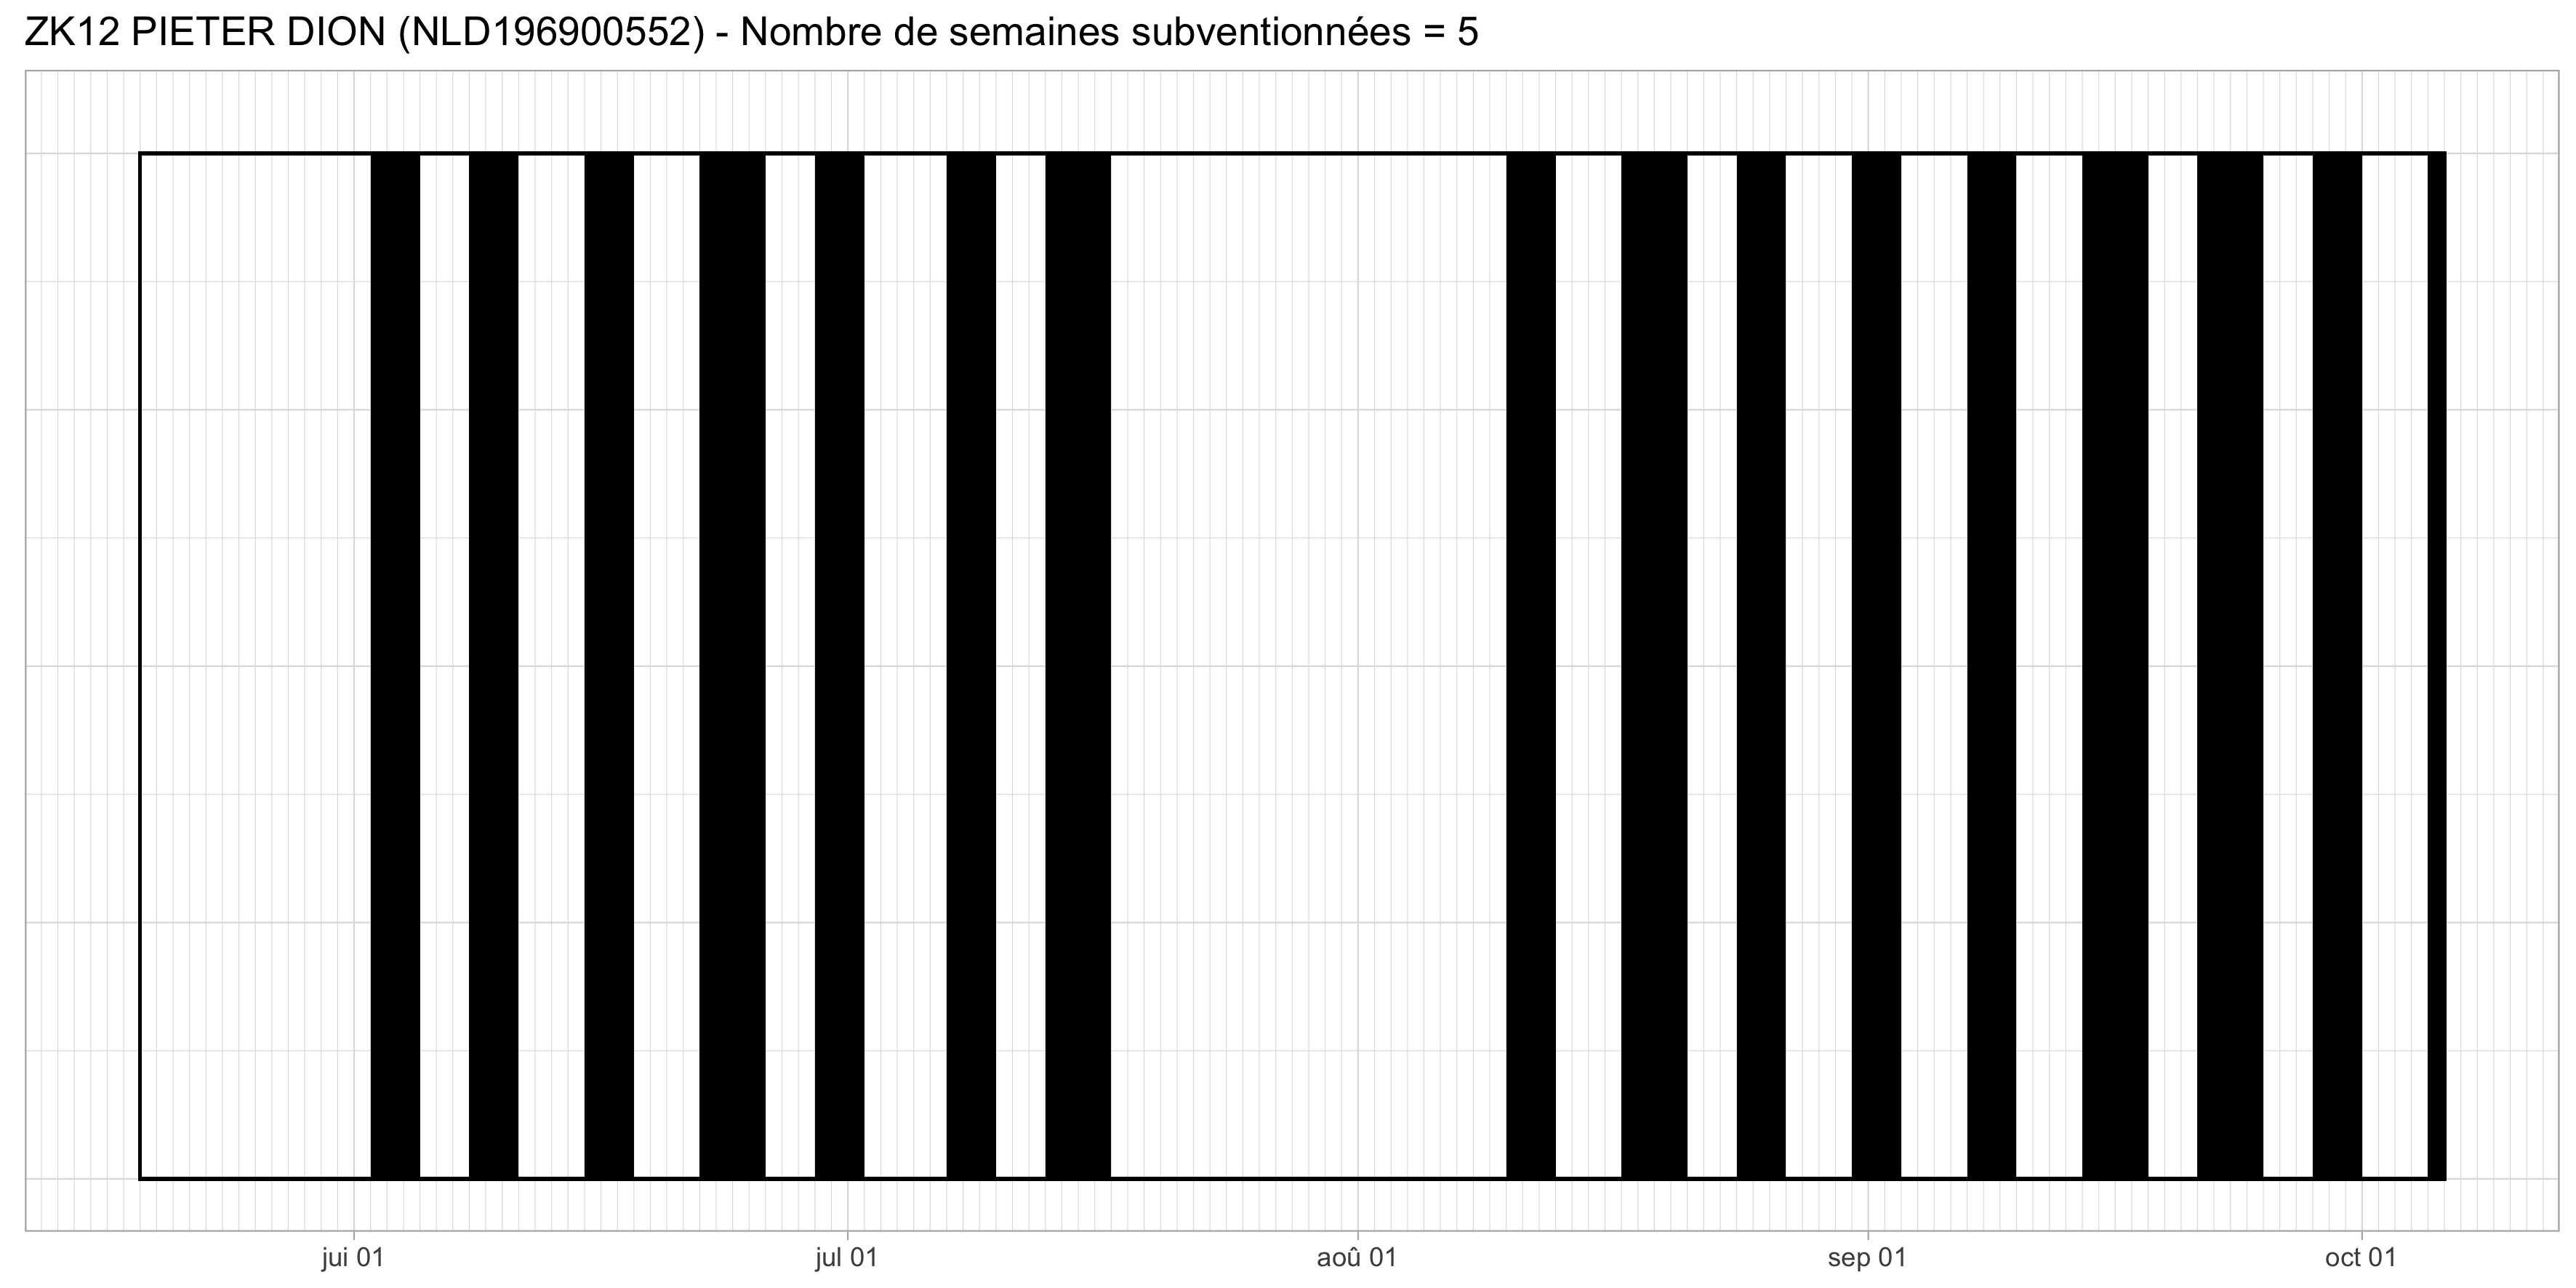 ZK12 PIETER DION (NLD196900552) - Nombre de semaines subventionnées = 5
jui 01 jul 01 aoû 01 sep 01 oct 01